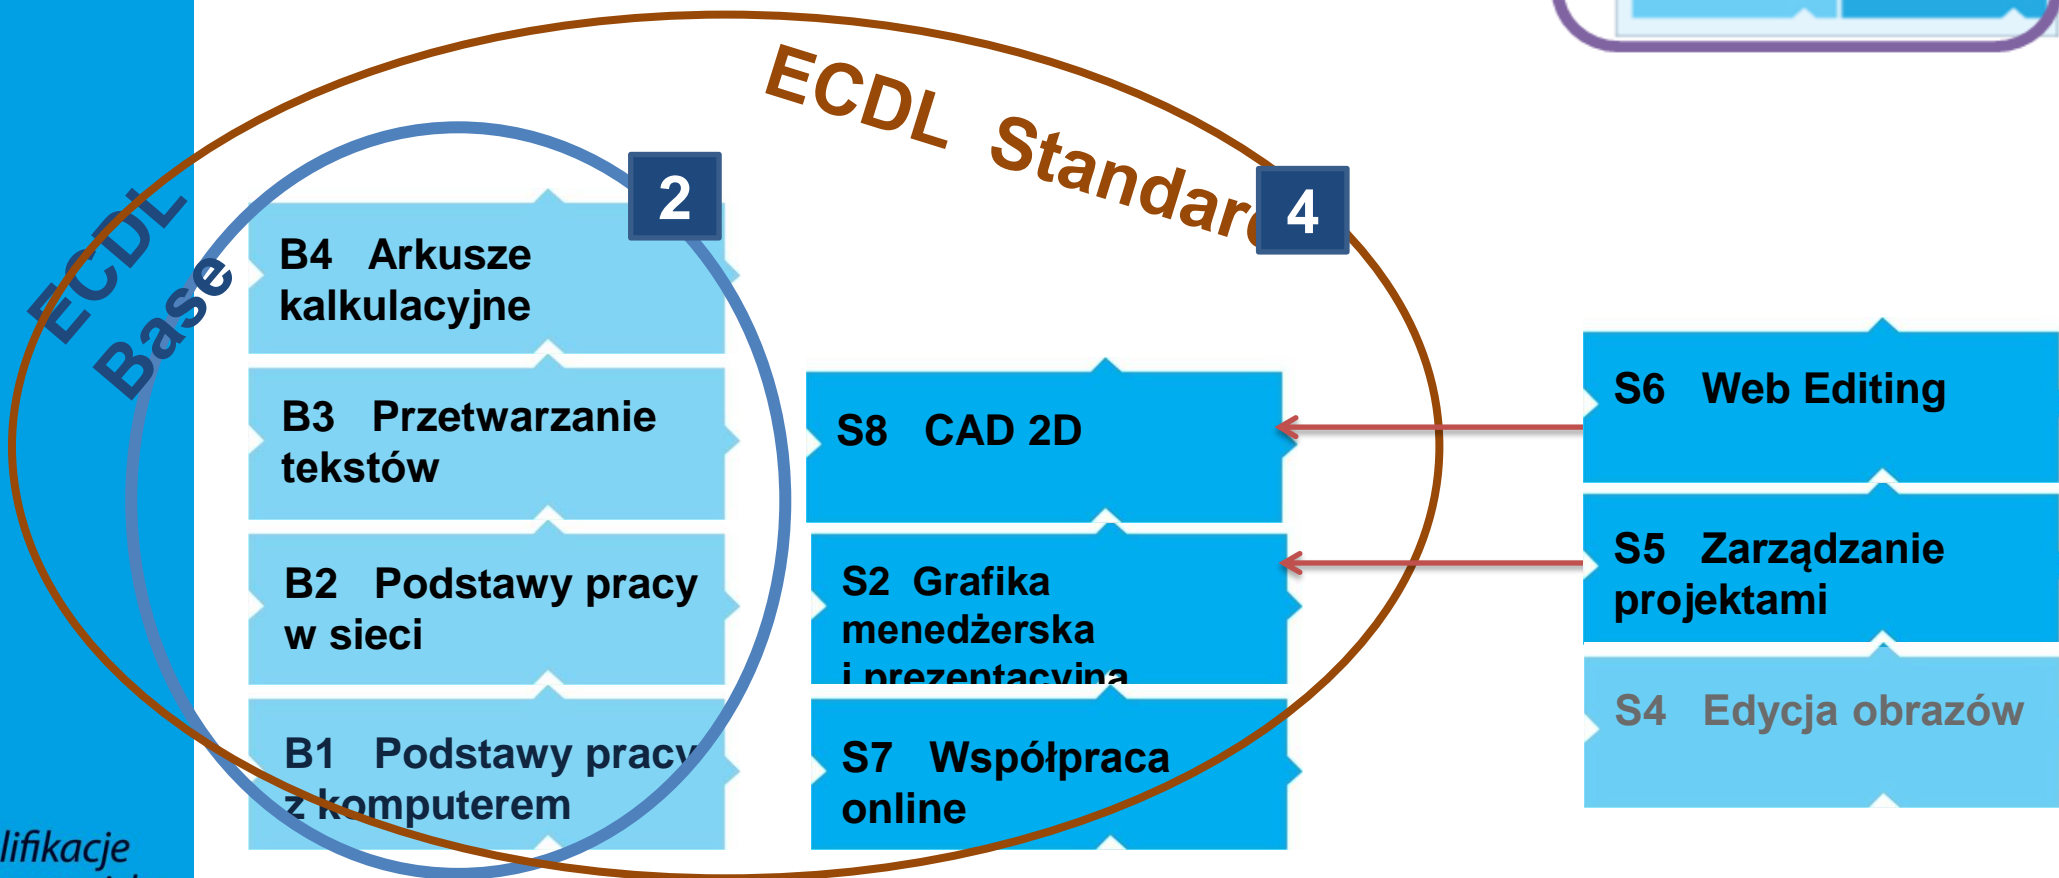 ECDL Standard
2
4
ECDL
Base
B4 Arkusze
kalkulacyjne
B3 Przetwarzanie
tekstów
B2 Podstawy pracy
w sieci
B1 Podstawy pracy
z komputerem
S8 CAD 2D
S2 Grafika
menedżerska
i prezentacyjna
S7 Współpraca
online
S6 Web Editing
S5 Zarządzanie
projektami
S4 Edycja obrazów
lifikacje